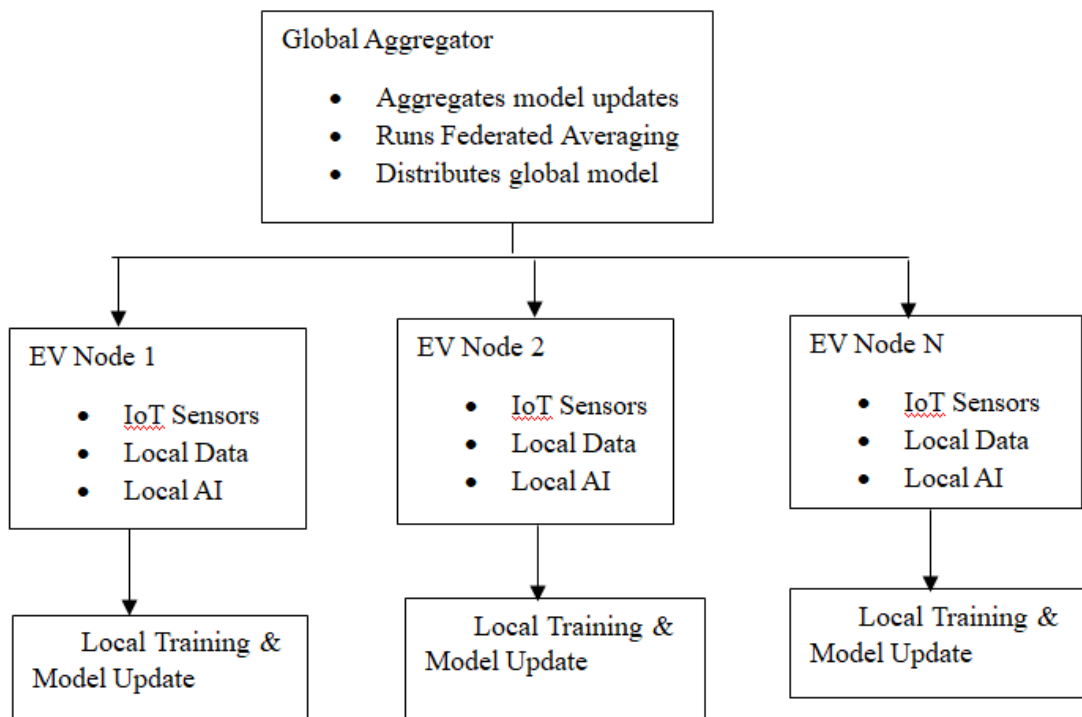 Global Aggregator
• Aggregates model updates
• Runs Federated Averaging
• Distributes global model
EV Node 1
• IoT Sensors
• Local Data
• Local AI
EV Node 2
• IoT Sensors
• Local Data
• Local AI
EV Node N
• IoT Sensors
• Local Data
• Local AI
Local Training &
Model Update
Local Training &
Model Update
Local Training &
Model Update